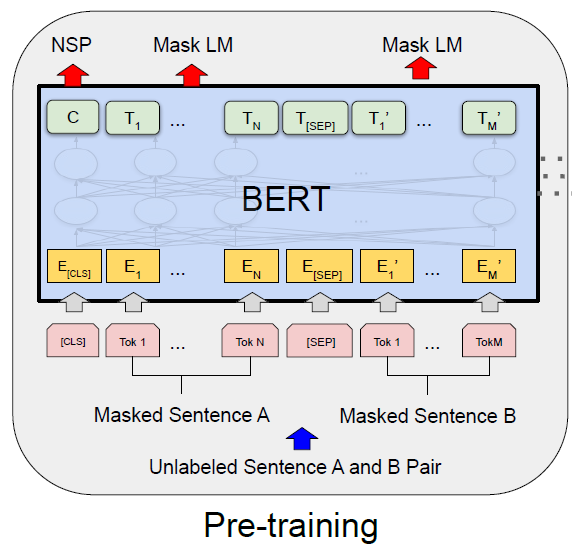 NSP Mask LM Mask LM
C T1 ... TN T[SEP] T1’ ... TM’
...
BERT
...
E[CLS] E1 ... EN E[SEP] E1’ ... EM’
[CLS] Tok 1 ... Tok N [SEP] Tok 1 ... TokM
Masked Sentence A Masked Sentence B
Unlabeled Sentence A and B Pair
Pre-training